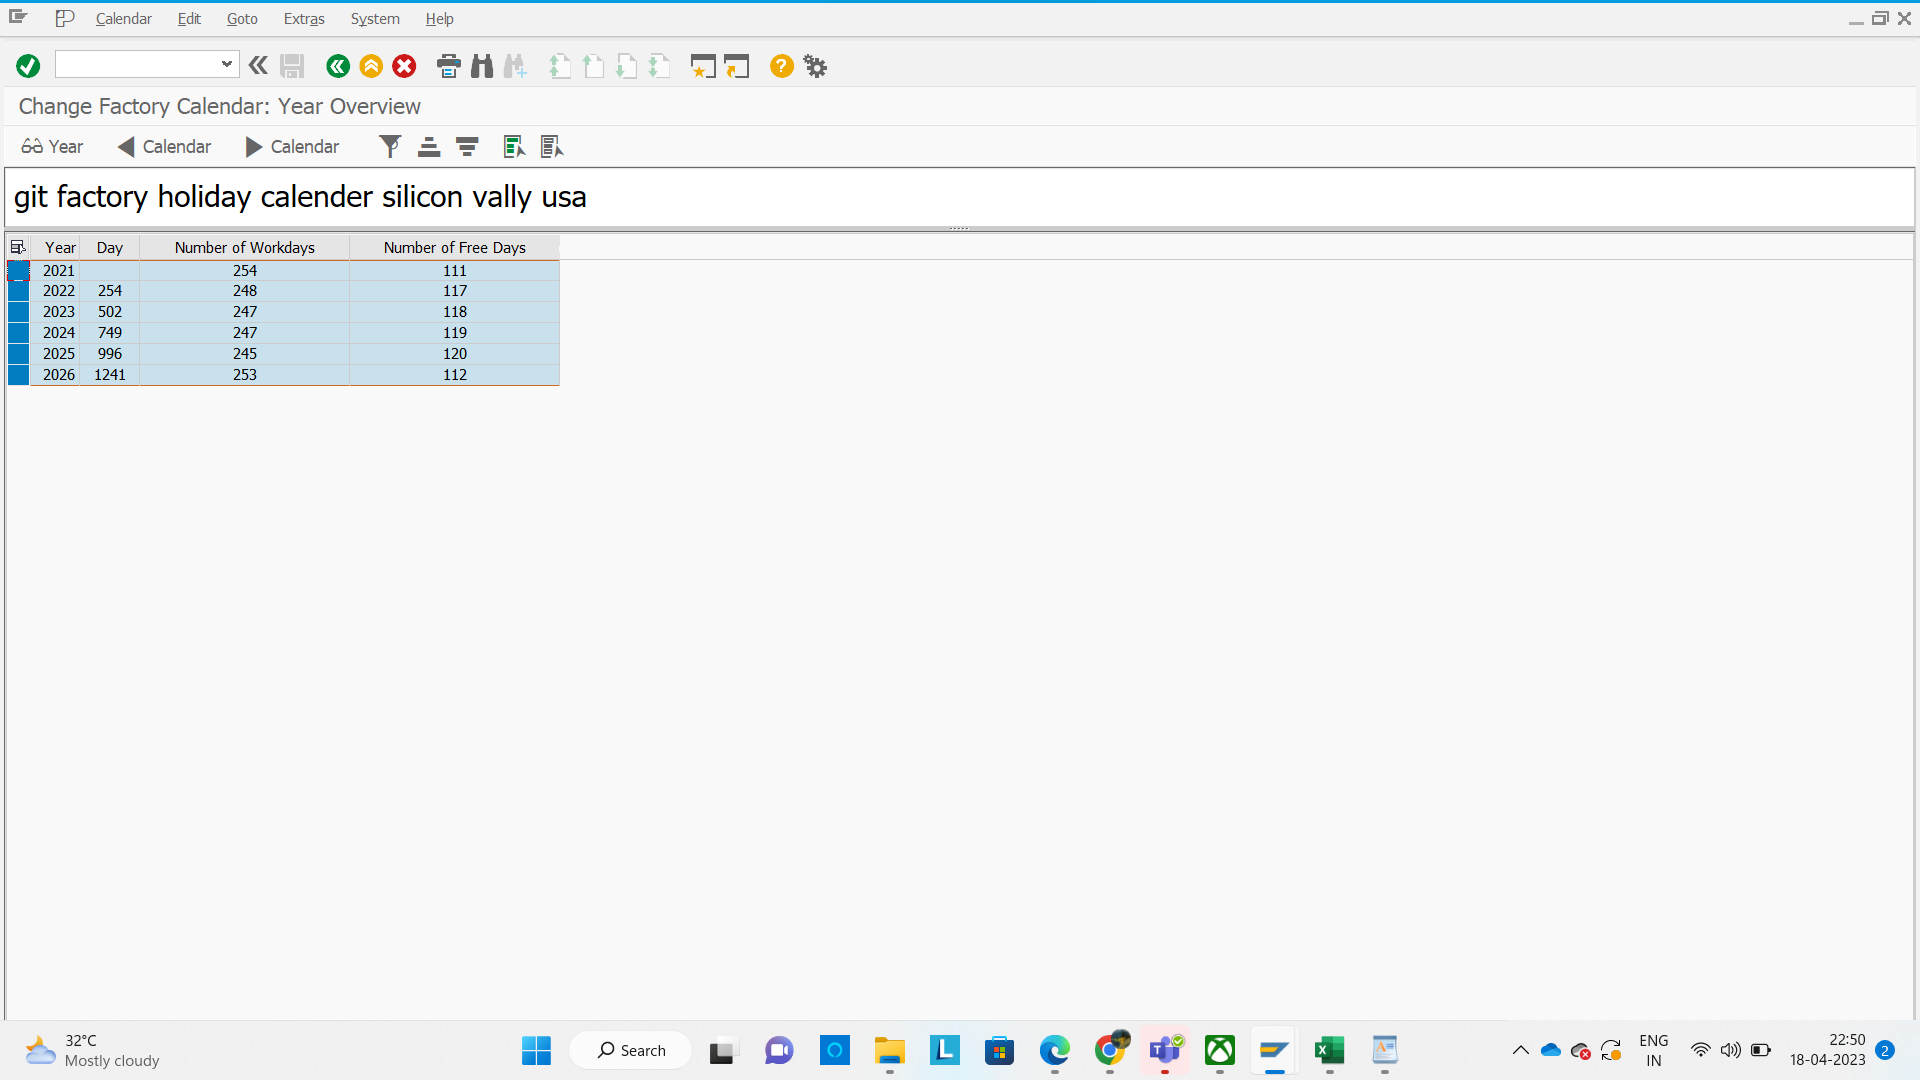 Calendar Edit Goto Extras System Help
Change Factory Calendar: Year Overview
Year Calendar Calendar
git factory holiday calender silicon vally usa
Year Day Number of Workdays Number of Free Days
2021 254 111
2022 254 248 117
2023 502 247 118
2024 749 247 119
2025 996 245 120
2026 1241 253 112
32°C
Mostly cloudy
Search
ENG
IN
22:50
18-04-2023
2